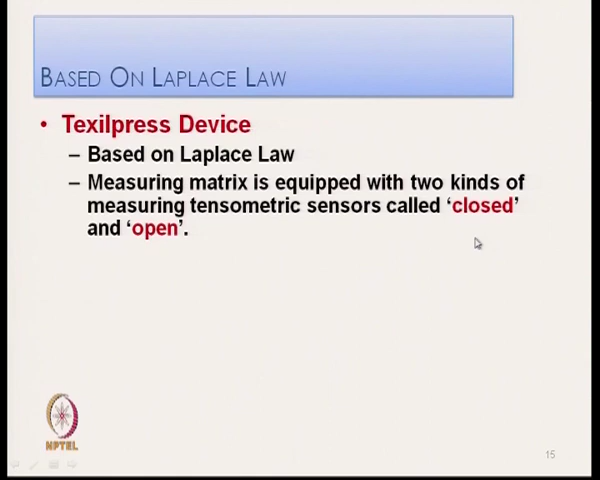 BASED ON LAPLACE LAW
• Texilpress Device
– Based on Laplace Law
– Measuring matrix is equipped with two kinds of
measuring tensometric sensors called ‘closed’
and ‘open’.
NPTEL
15